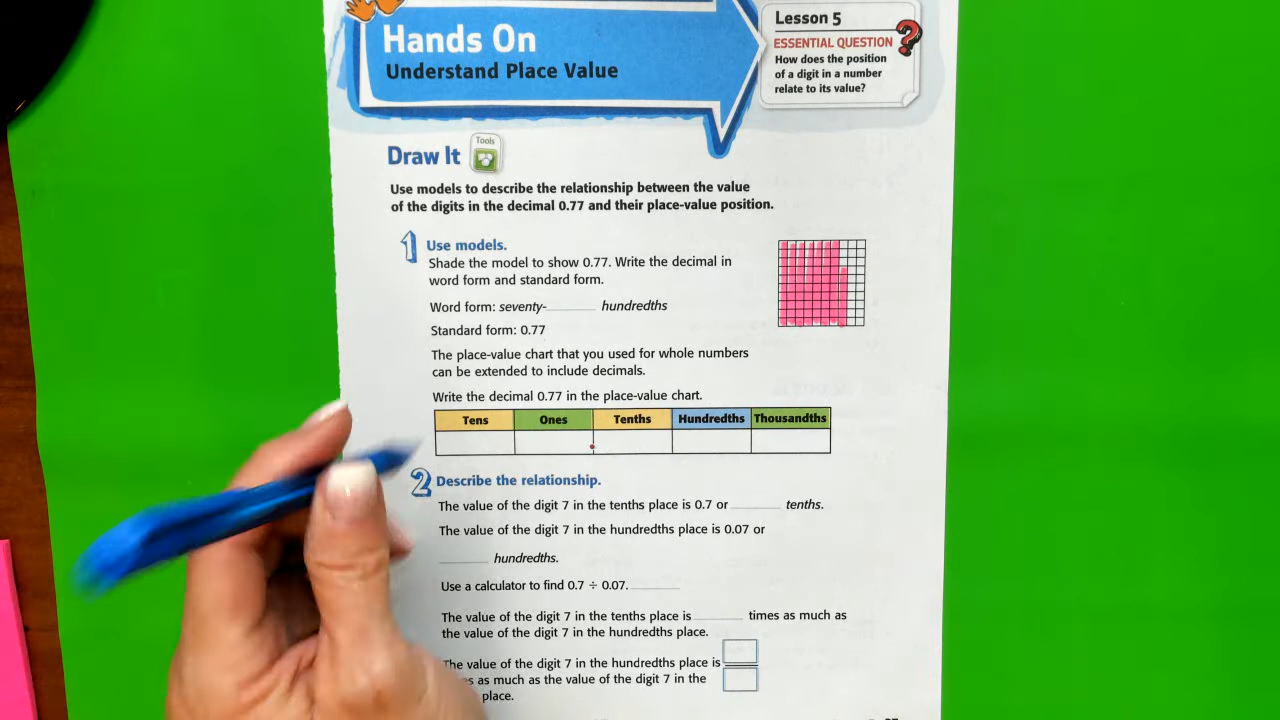 Hands On
Understand Place Value
Lesson 5
ESSENTIAL QUESTION
How does the position
of a digit in a number
relate to its value?
?
Draw It
Tools
Use models to describe the relationship between the value
of the digits in the decimal 0.77 and their place-value position.
1
Use models.
Shade the model to show 0.77. Write the decimal in
word form and standard form.
Word form: seventy-______ hundredths
Standard form: 0.77
The place-value chart that you used for whole numbers
can be extended to include decimals.
Write the decimal 0.77 in the place-value chart.
Tens Ones Tenths Hundredths Thousandths
.
2 Describe the relationship.
The value of the digit 7 in the tenths place is 0.7 or ______ tenths.
The value of the digit 7 in the hundredths place is 0.07 or
______ hundredths.
Use a calculator to find 0.7 ÷ 0.07. ______
The value of the digit 7 in the tenths place is ______ times as much as
the value of the digit 7 in the hundredths place.
value of the digit 7 in the hundredths place is
as much as the value of the digit 7 in the
place.